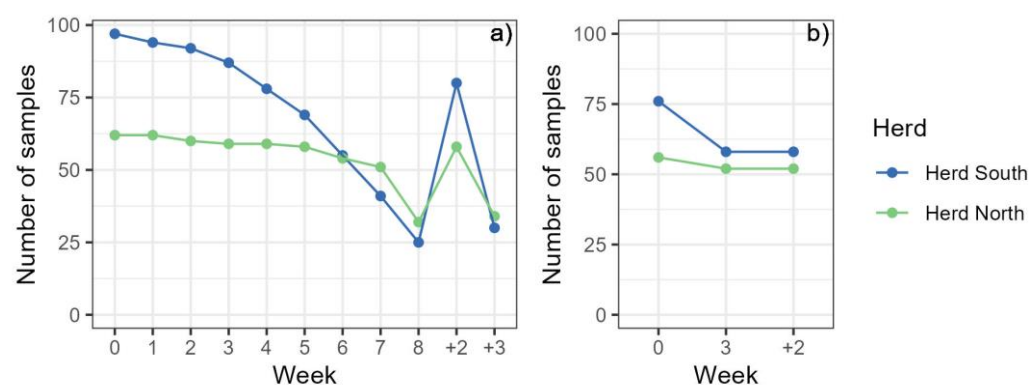 a)
Number of samples
100
75
50
25
0
0 1 2 3 4 5 6 7 8 +2 +3
Week
b)
Number of samples
100
75
50
25
0
0 3 +2
Week
Herd
Herd South
Herd North